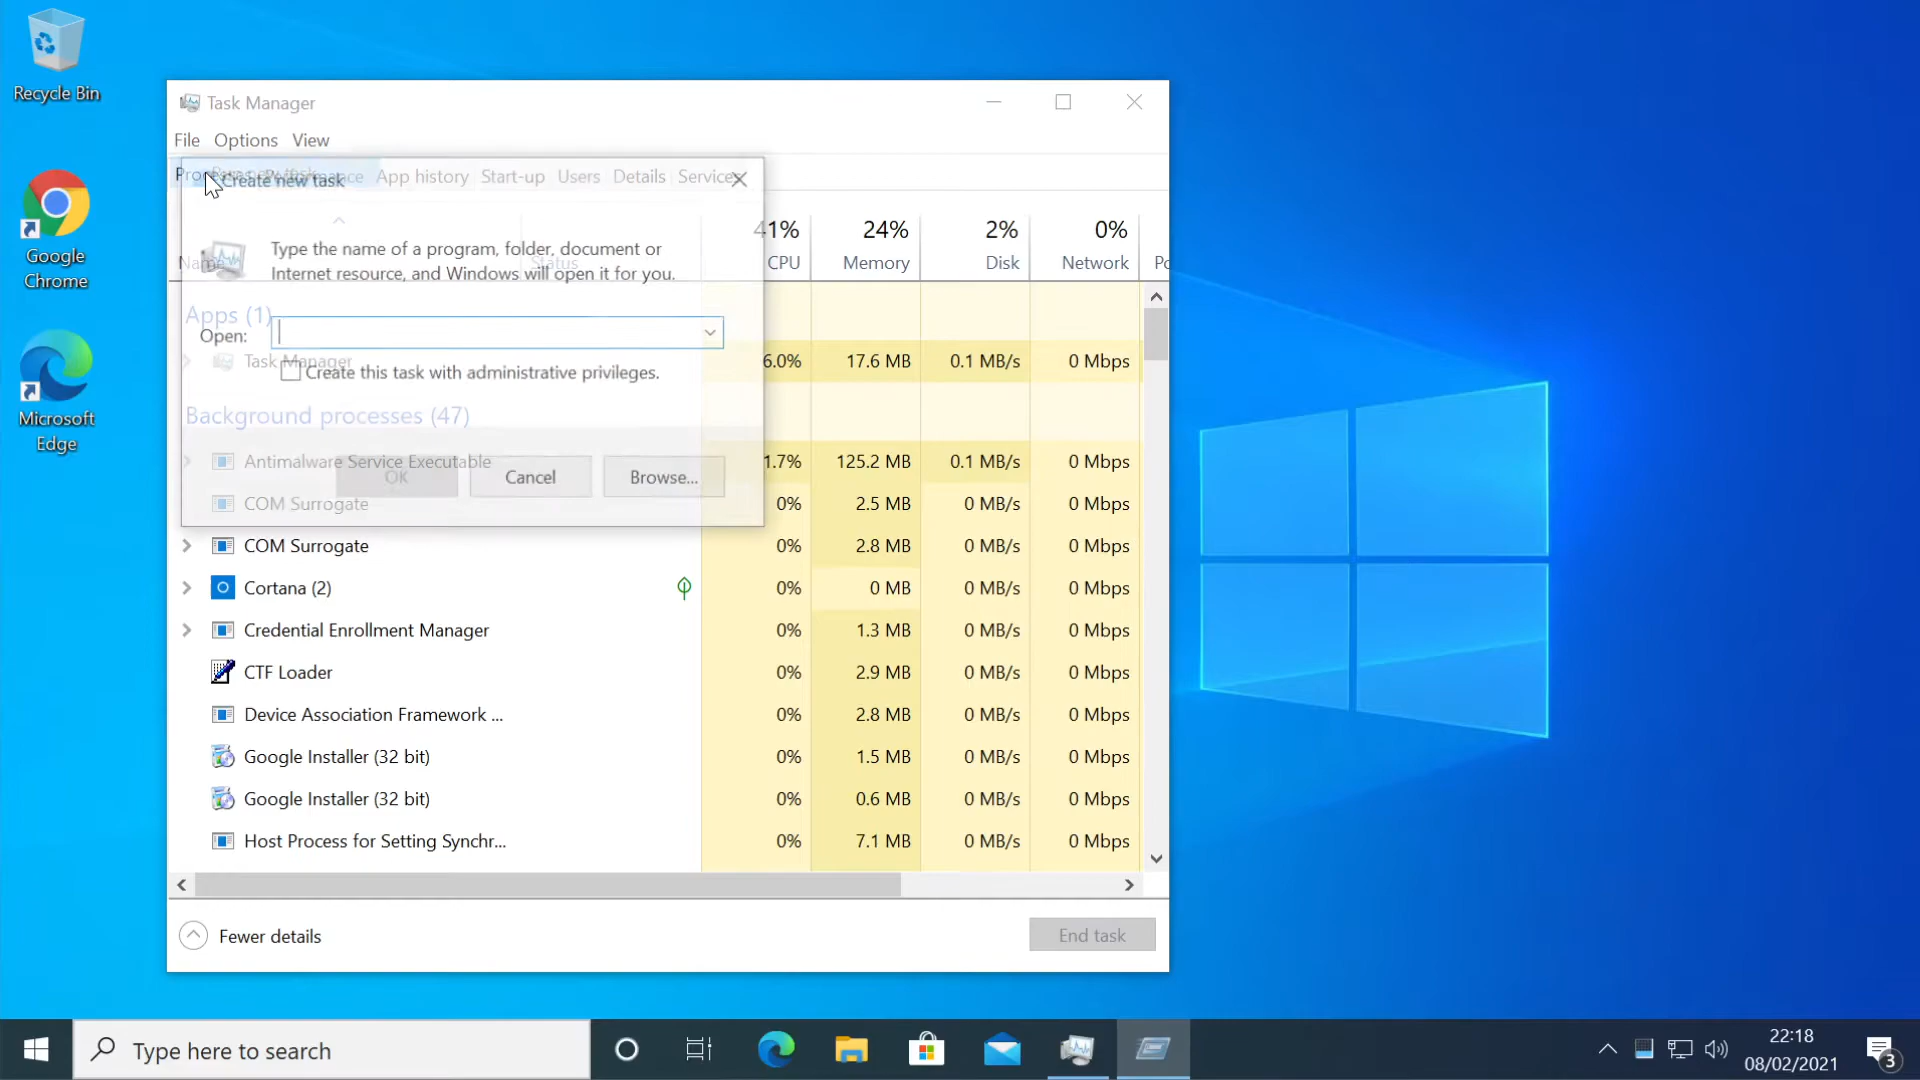 Recycle Bin
Google
Chrome
Microsoft
Edge
Task Manager
File Options View
Processes Performance App history Start-up Users Details Services
Run new task
Create new task
Type the name of a program, folder, document or
Internet resource, and Windows will open it for you.
Open:
Create this task with administrative privileges.
OK Cancel Browse...
41% 24% 2% 0%
Name Status CPU Memory Disk Network Po
Apps (1)
Task Manager 6.0% 17.6 MB 0.1 MB/s 0 Mbps
Background processes (47)
Antimalware Service Executable 1.7% 125.2 MB 0.1 MB/s 0 Mbps
COM Surrogate 0% 2.5 MB 0 MB/s 0 Mbps
COM Surrogate 0% 2.8 MB 0 MB/s 0 Mbps
Cortana (2) 0% 0 MB 0 MB/s 0 Mbps
Credential Enrollment Manager 0% 1.3 MB 0 MB/s 0 Mbps
CTF Loader 0% 2.9 MB 0 MB/s 0 Mbps
Device Association Framework ... 0% 2.8 MB 0 MB/s 0 Mbps
Google Installer (32 bit) 0% 1.5 MB 0 MB/s 0 Mbps
Google Installer (32 bit) 0% 0.6 MB 0 MB/s 0 Mbps
Host Process for Setting Synchr... 0% 7.1 MB 0 MB/s 0 Mbps
Fewer details End task
Type here to search
22:18
08/02/2021
3